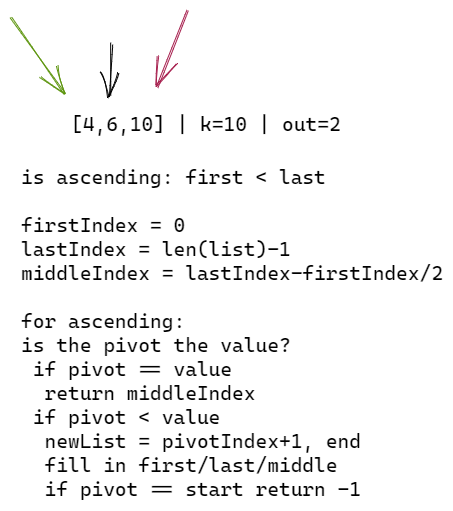 [4,6,10] | k=10 | out=2
is ascending: first < last
firstIndex = 0
lastIndex = len(list)-1
middleIndex = lastIndex-firstIndex/2
for ascending:
is the pivot the value?
if pivot == value
return middleIndex
if pivot < value
newList = pivotIndex+1, end
fill in first/last/middle
if pivot == start return -1